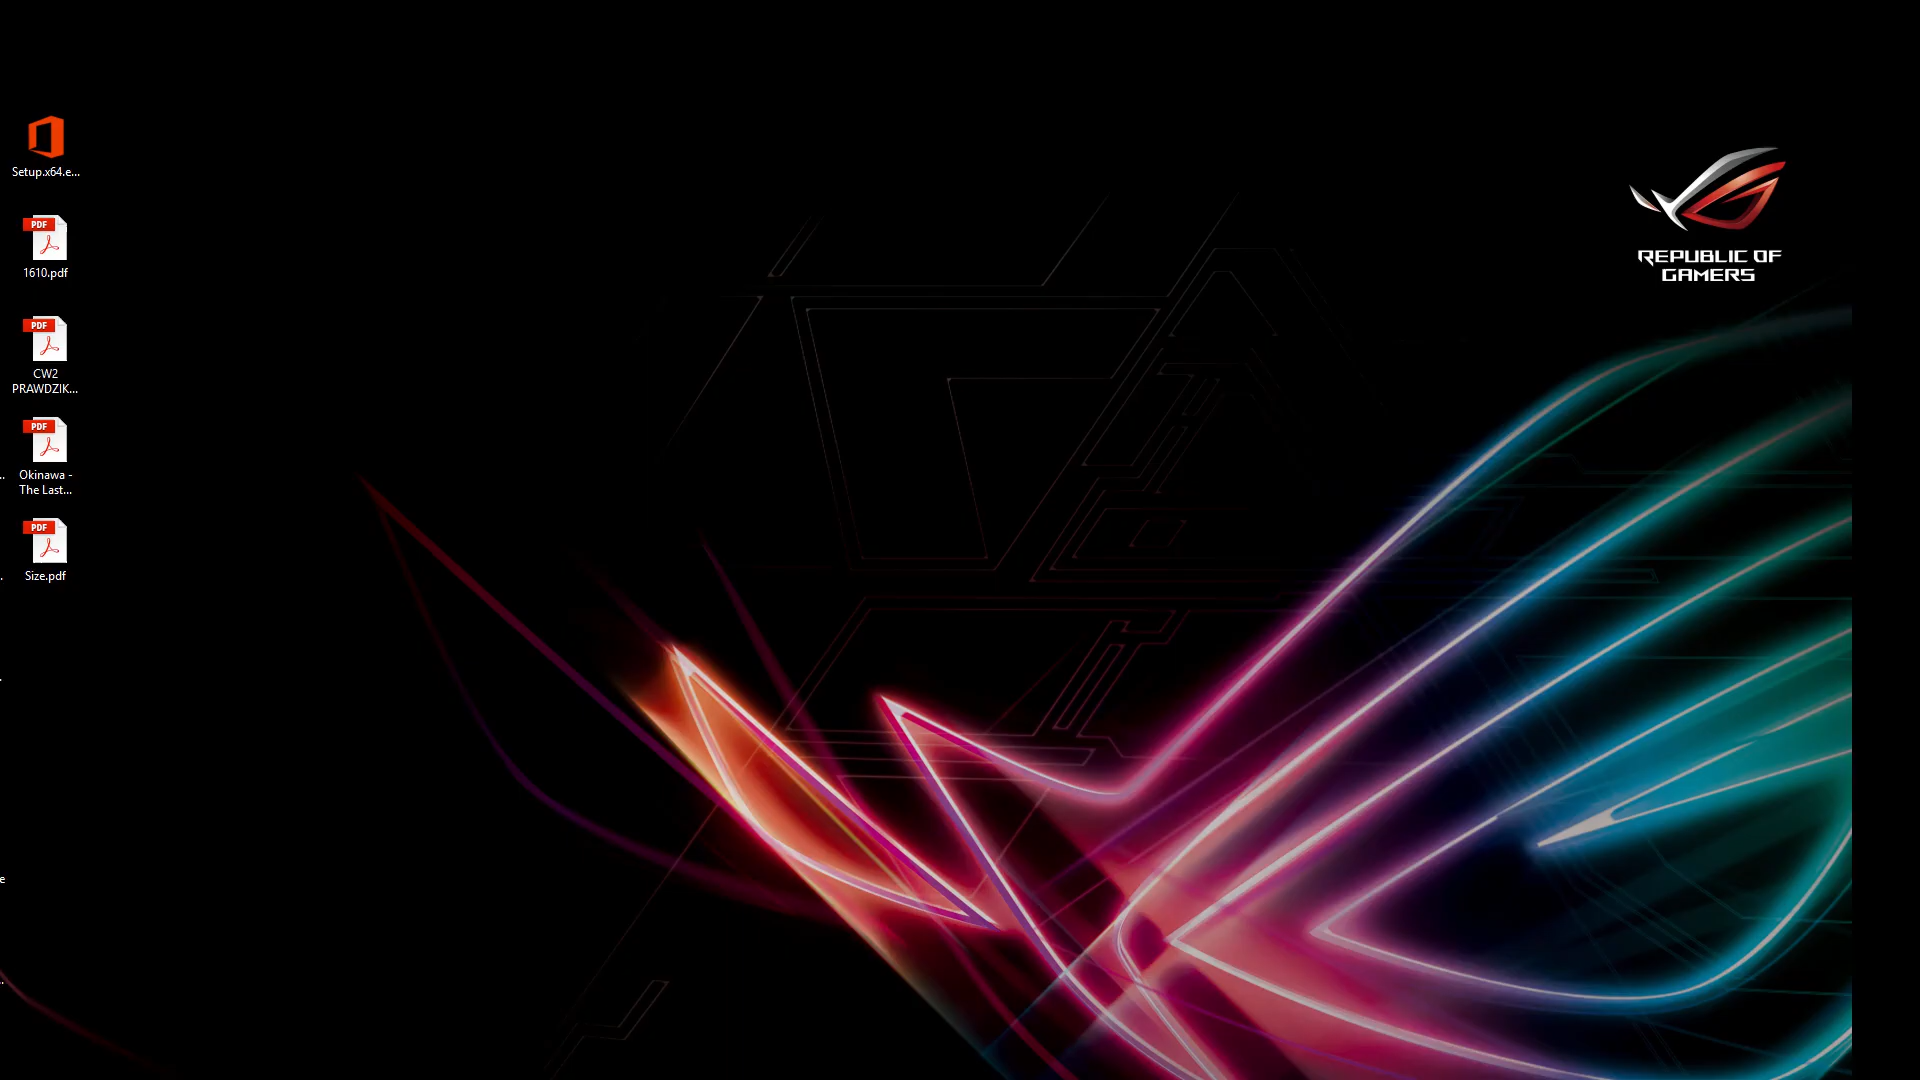 Setup.x64.e...
PDF
1610.pdf
PDF
CW2
PRAWDZIK...
PDF
Okinawa -
The Last...
PDF
Size.pdf
REPUBLIC OF
GAMERS